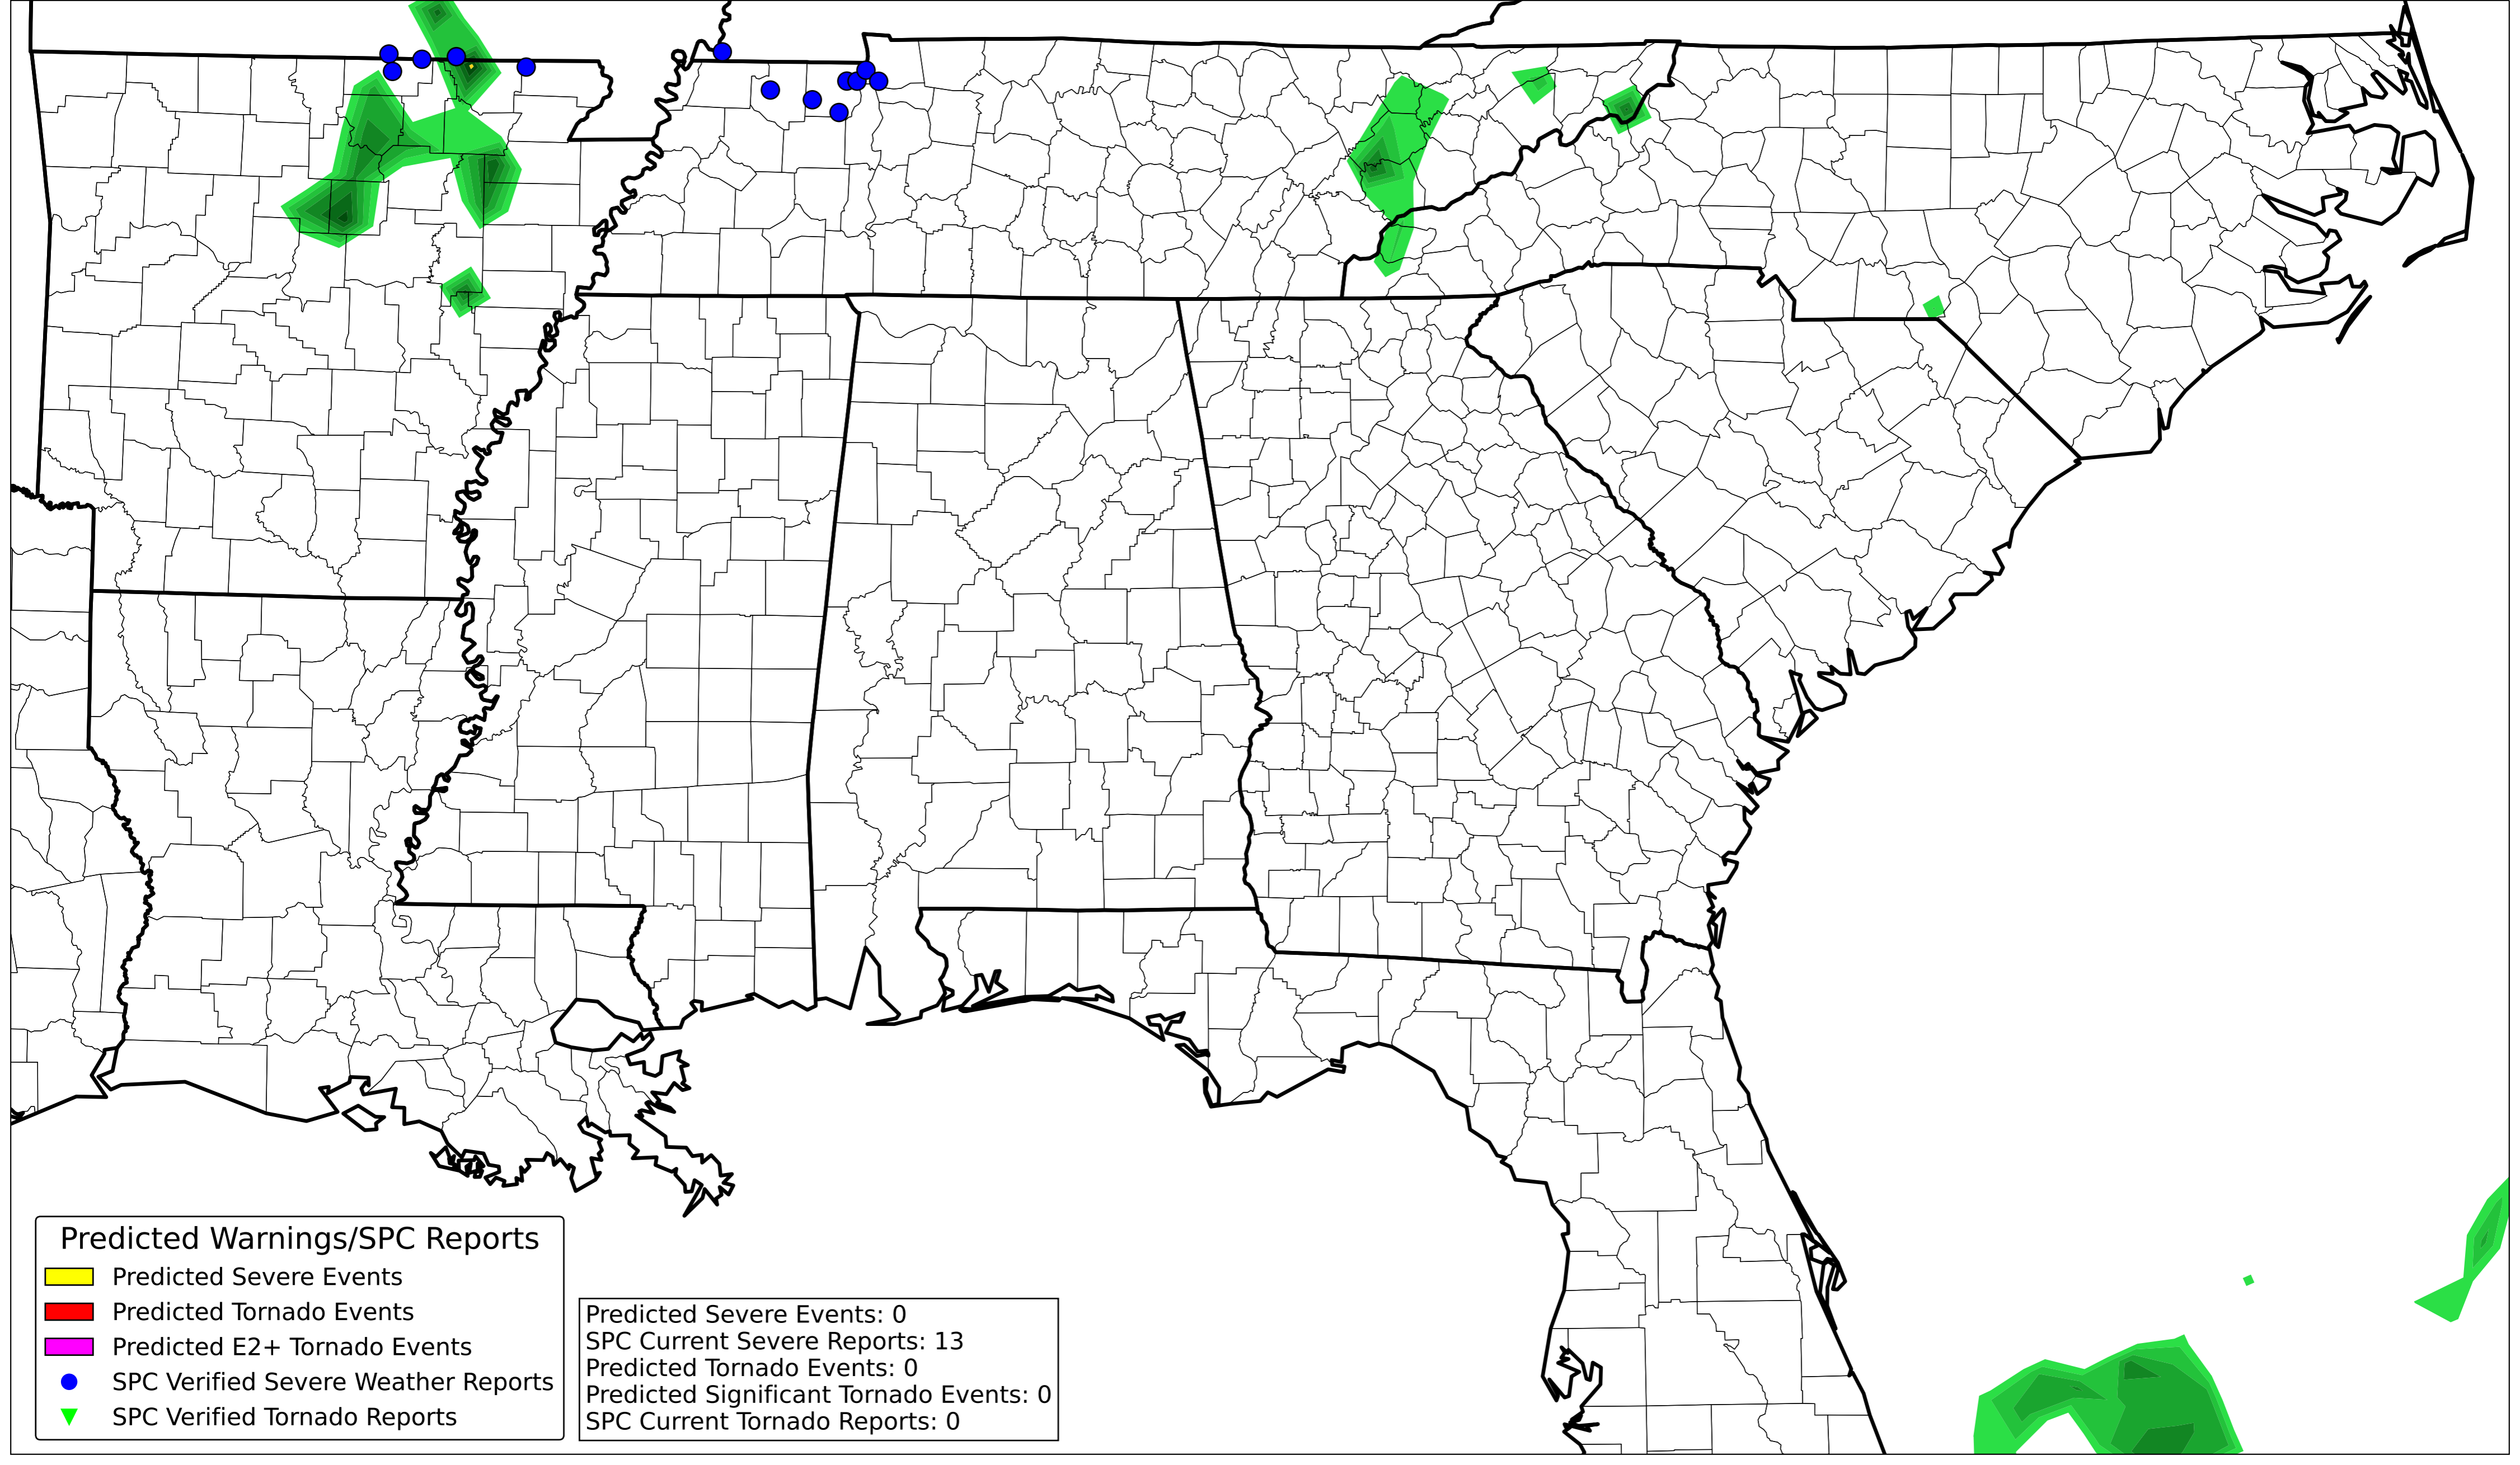 Predicted Warnings/SPC Reports
Predicted Severe Events
Predicted Tornado Events
Predicted E2+ Tornado Events
SPC Verified Severe Weather Reports
SPC Verified Tornado Reports
Predicted Severe Events: 0
SPC Current Severe Reports: 13
Predicted Tornado Events: 0
Predicted Significant Tornado Events: 0
SPC Current Tornado Reports: 0